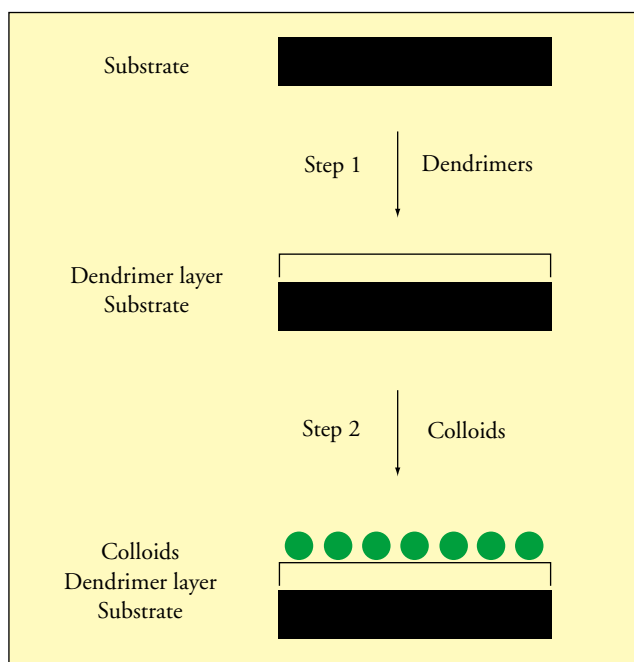 Substrate
Step 1
Dendrimers
Dendrimer layer
Substrate
Step 2
Colloids
Colloids
Dendrimer layer
Substrate